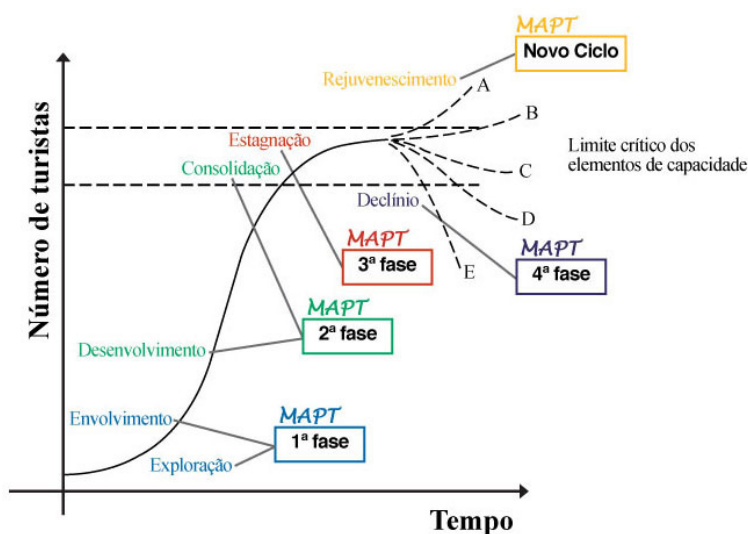 MAPT
Novo Ciclo
Rejuvenescimento
A
B
Estagnação
Limite crítico dos
elementos de capacidade
Consolidação
C
Declínio
D
MAPT
3ª fase
E
MAPT
4ª fase
MAPT
2ª fase
Desenvolvimento
Envolvimento
MAPT
1ª fase
Exploração
Número de turistas
Tempo